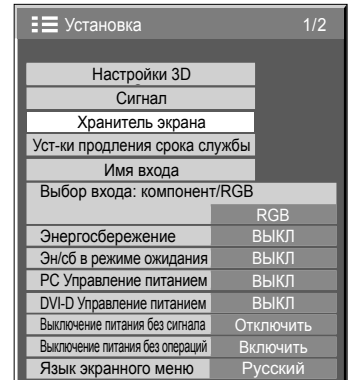 Установка 1/2
Настройки 3D
Сигнал
Хранитель экрана
Уст-ки продления срока службы
Имя входа
Выбор входа: компонент/RGB
RGB
Энергосбережение ВЫКЛ
Эн/сб в режиме ожидания ВЫКЛ
PC Управление питанием ВЫКЛ
DVI-D Управление питанием ВЫКЛ
Выключение питания без сигнала Отключить
Выключение питания без операций Включить
Язык экранного меню Русский